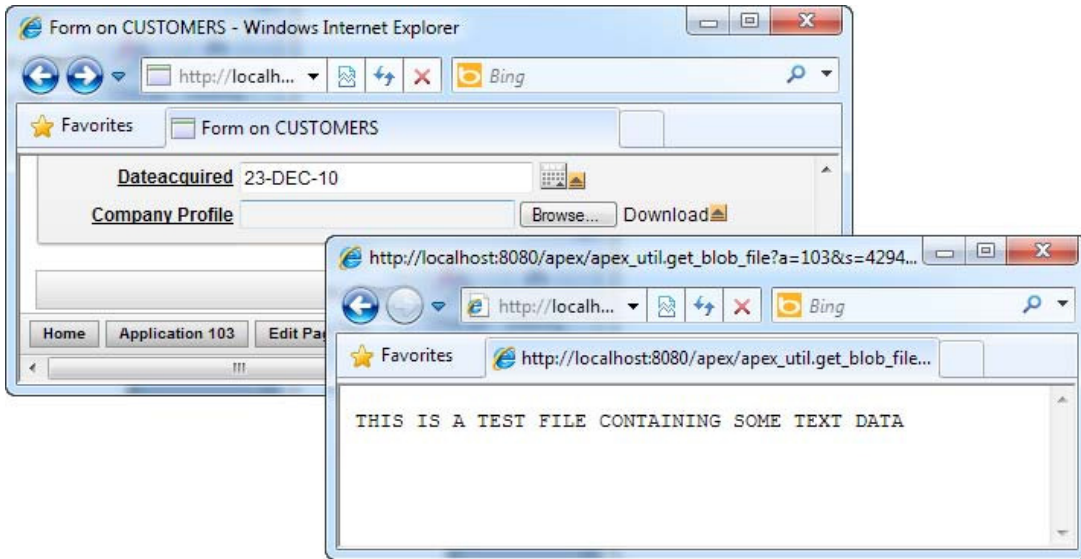 Form on CUSTOMERS - Windows Internet Explorer
http://localh... Bing
Favorites Form on CUSTOMERS
Dateacquired 23-DEC-10
Company Profile Browse... Download
Home Application 103 Edit Pa
http://localhost:8080/apex/apex_util.get_blob_file?a=103&s=4294...
http://localh... Bing
Favorites http://localhost:8080/apex/apex_util.get_blob_file...
THIS IS A TEST FILE CONTAINING SOME TEXT DATA